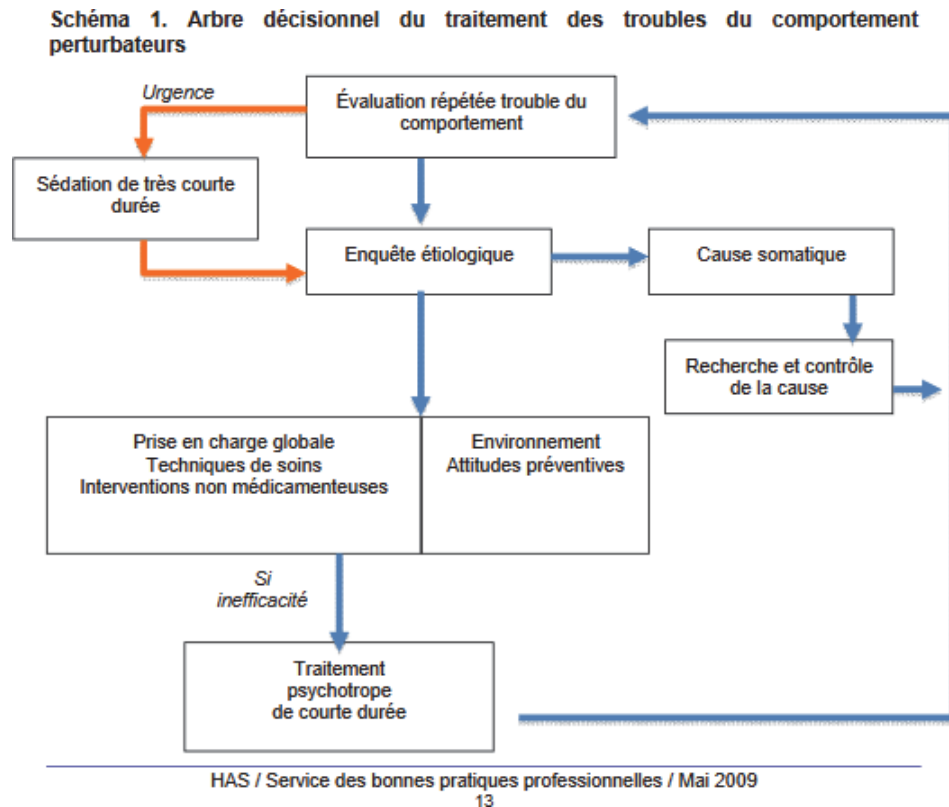 Schéma 1. Arbre décisionnel du traitement des troubles du comportement
perturbateurs
Urgence
Évaluation répétée trouble du
comportement
Sédation de très courte
durée
Enquête étiologique
Cause somatique
Recherche et contrôle
de la cause
Prise en charge globale
Techniques de soins
Interventions non médicamenteuses
Environnement
Attitudes préventives
Si
inefficacité
Traitement
psychotrope
de courte durée
HAS / Service des bonnes pratiques professionnelles / Mai 2009
13